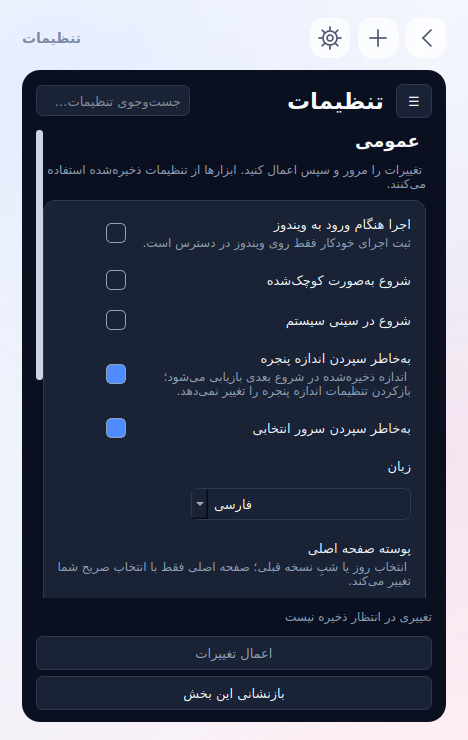 تنظیمات
تنظیمات
جست‌وجوی تنظیمات...
عمومی
تغییرات را مرور و سپس اعمال کنید. ابزارها از تنظیمات ذخیره‌شده استفاده
می‌کنند.
اجرا هنگام ورود به ویندوز
ثبت اجرای خودکار فقط روی ویندوز در دسترس است.
شروع به‌صورت کوچک‌شده
شروع در سینی سیستم
به‌خاطر سپردن اندازه پنجره
اندازه ذخیره‌شده در شروع بعدی بازیابی می‌شود؛
بازکردن تنظیمات اندازه پنجره را تغییر نمی‌دهد.
به‌خاطر سپردن سرور انتخابی
زبان
فارسی
پوسته صفحه اصلی
انتخاب روز یا شبِ نسخه قبلی؛ صفحه اصلی فقط با انتخاب صریح شما
تغییر می‌کند.
تغییری در انتظار ذخیره نیست
اعمال تغییرات
بازنشانی این بخش